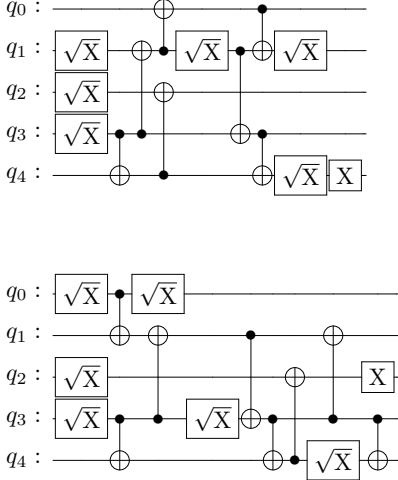 q₀ :
q₁ : √X √X √X
q₂ : √X
q₃ : √X
q₄ : √X X
q₀ : √X √X
q₁ :
q₂ : √X X
q₃ : √X √X
q₄ : √X